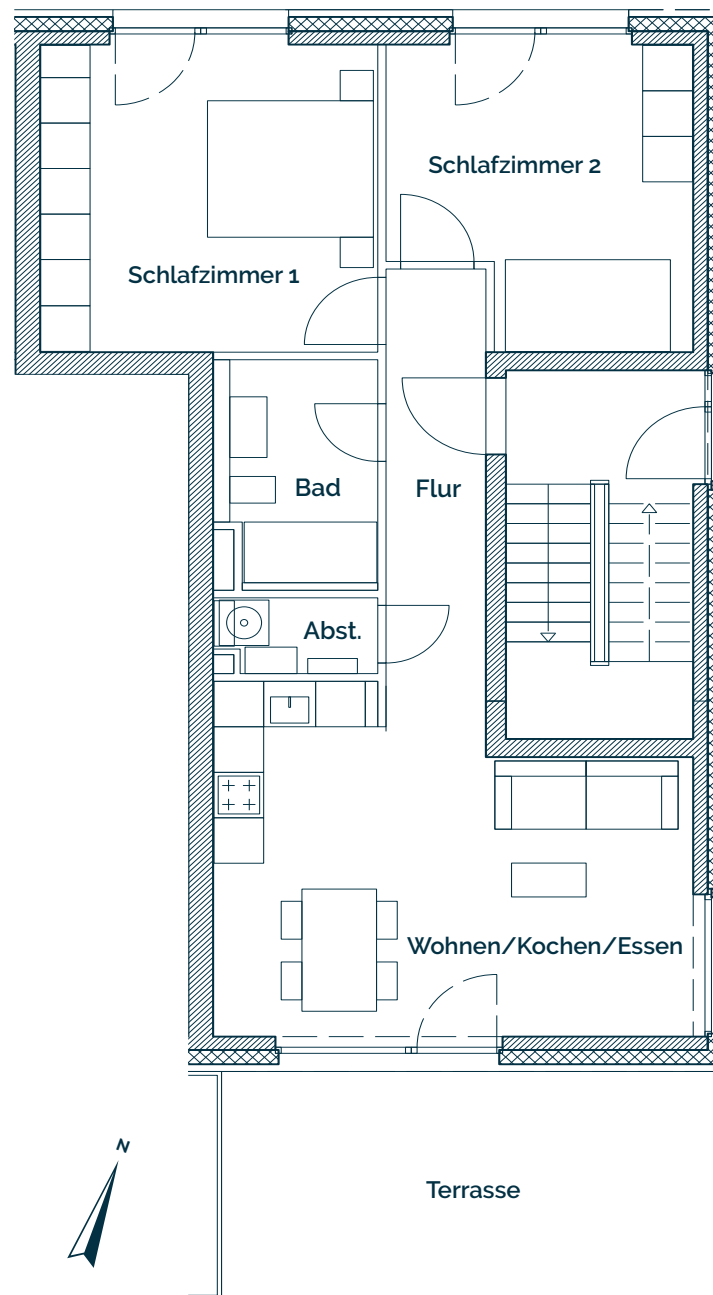 Schlafzimmer 2
Schlafzimmer 1
Bad
Flur
Abst.
Wohnen/Kochen/Essen
N
Terrasse